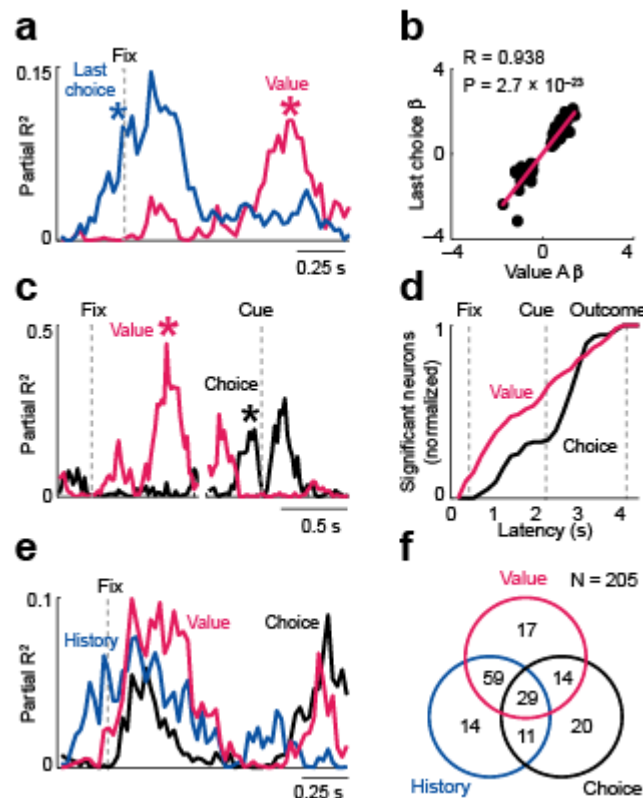 a
Fix
Last choice
Value
*
*
0.15
0
Partial R²
0.25 s
b
R = 0.938
P = 2.7 × 10⁻²³
4
0
−4
Last choice β
−4
0
4
Value A β
c
Fix
Cue
Value
*
Choice
*
0.5
0
Partial R²
0.5 s
d
Fix
Cue
Outcome
Value
Choice
1
0
Significant neurons
(normalized)
0
1
2
3
4
Latency (s)
e
Fix
History
Value
Choice
0.1
0
Partial R²
0.25 s
f
Value
N = 205
17
59
14
29
14
11
20
History
Choice